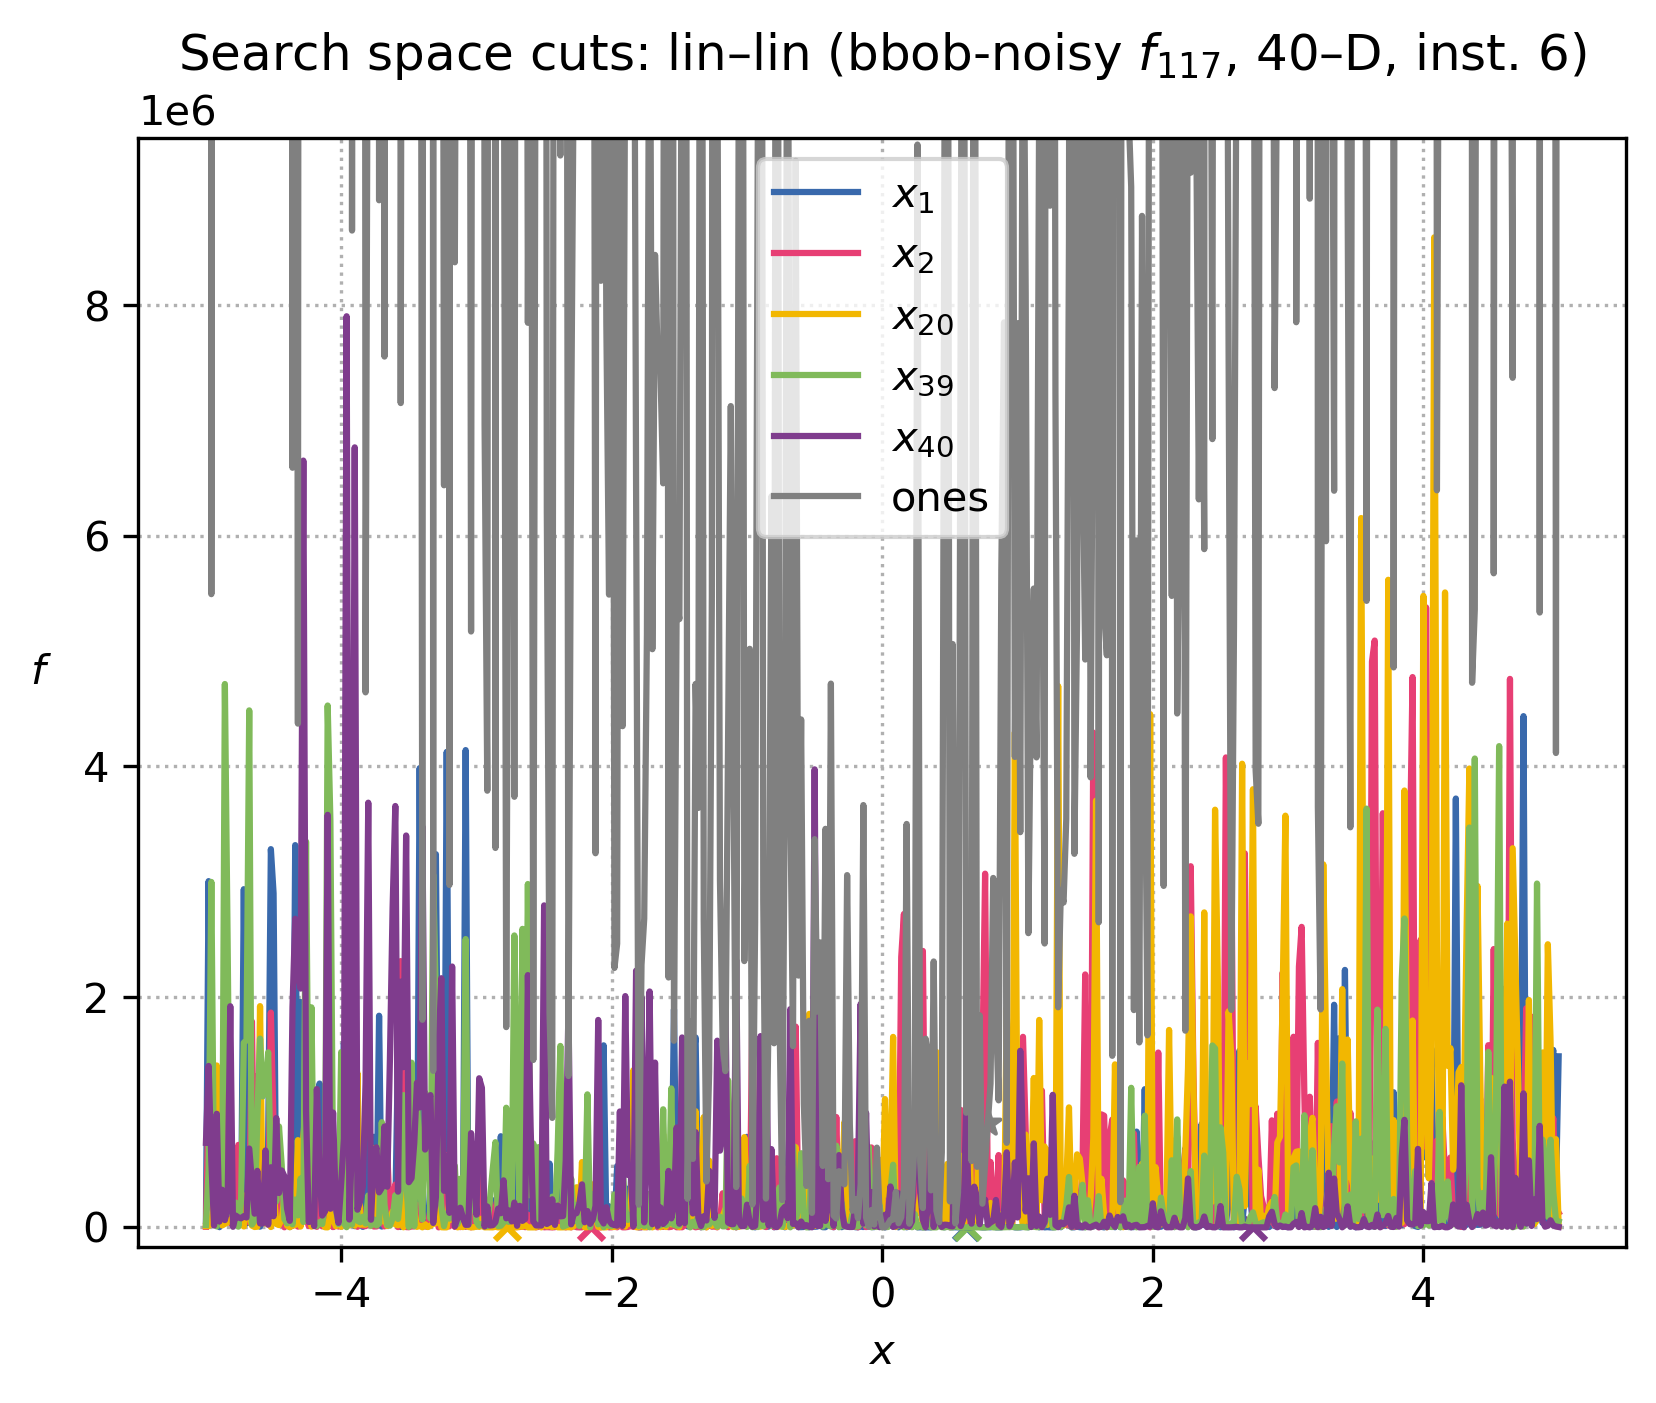 Search space cuts: lin–lin (bbob-noisy f₁₁₇, 40–D, inst. 6)
1e6
x₁
x₂
x₂₀
x₃₉
x₄₀
ones
8
6
4
2
0
f
−4 −2 0 2 4
x